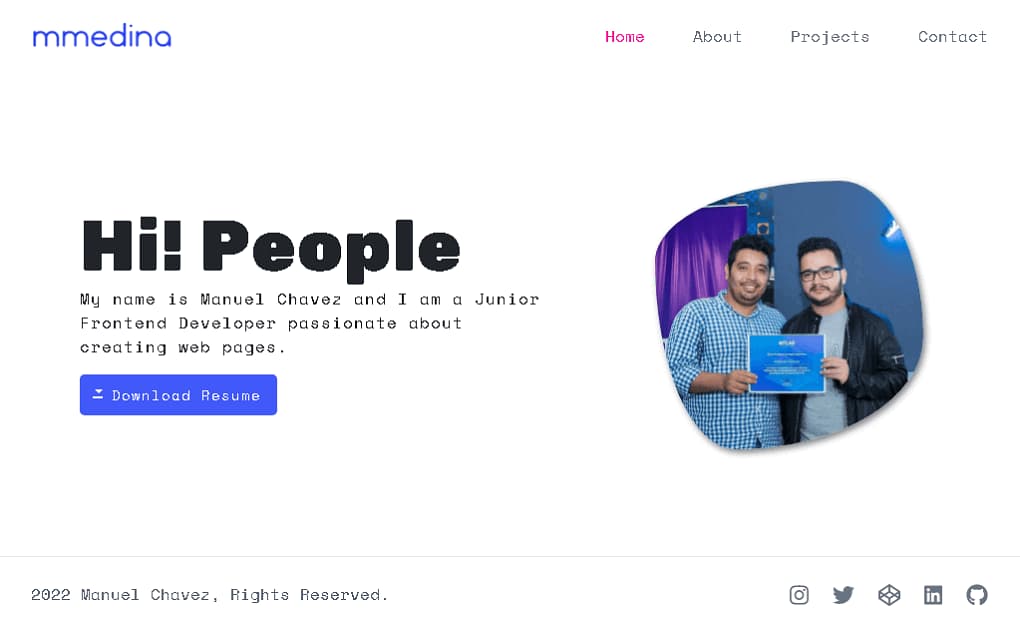 mmedina
Home About Projects Contact
Hi! People
My name is Manuel Chavez and I am a Junior
Frontend Developer passionate about
creating web pages.
Download Resume
2022 Manuel Chavez, Rights Reserved.